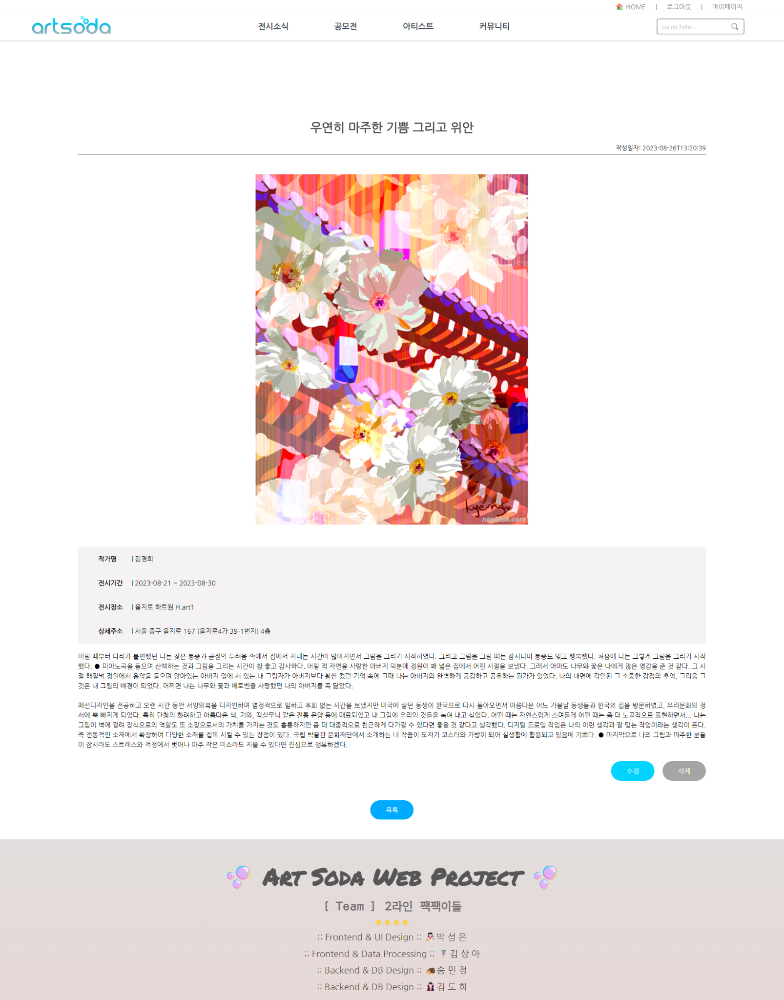 HOME | 로그아웃 | 마이페이지
artsoda
전시소식 공모전 아티스트 커뮤니티
css no hehe..
우연히 마주한 기쁨 그리고 위안
작성일자: 2023-08-26T13:20:39
kyeong
neolook.com
작가명 | 김경희
전시기간 | 2023-08-21 ~ 2023-08-30
전시장소 | 을지로 하트원 H.art1
상세주소 | 서울 중구 을지로 167 (을지로4가 39-1번지) 4층
어릴 때부터 다리가 불편했던 나는 잦은 통증과 골절의 두려움 속에서 집에서 지내는 시간이 많아지면서 그림을 그리기 시작하였다. 그리고 그림을 그릴 때는 잠시나마 통증도 잊고 행복했다. 처음에 나는 그렇게 그림을 그리기 시작
했다. ● 피아노곡을 들으며 산책하는 것과 그림을 그리는 시간이 참 좋고 감사하다. 어릴 적 자연을 사랑한 아버지 덕분에 정원이 꽤 넓은 집에서 어린 시절을 보냈다. 그래서 아마도 나무와 꽃은 나에게 많은 영감을 준 것 같다. 그 시
절 해질녘 정원에서 음악을 들으며 앉아있는 아버지 옆에 서 있는 내 그림자가 아버지보다 훨씬 컸던 기억 속에 그때 나는 아버지와 완벽하게 공감하고 공유하는 뭔가가 있었다. 나의 내면에 각인된 그 소중한 감정의 추억, 그리움 그
것은 내 그림의 배경이 되었다. 어쩌면 나는 나무와 꽃과 베토벤을 사랑했던 나의 아버지를 꼭 닮았다.
패션디자인을 전공하고 오랜 시간 동안 서양의복을 디자인하며 열정적으로 일하고 후회 없는 시간을 보냈지만 미국에 살던 동생이 한국으로 다시 돌아오면서 아름다운 어느 가을날 동생들과 한국의 집을 방문하였고, 우리문화의 정
서에 뿍 빠지게 되었다. 특히 단청의 화려하고 아름다운 색, 기와, 떡살무늬 같은 전통 문양 등에 매료되었고 내 그림에 우리의 것들을 녹여 내고 싶었다. 어떤 때는 자연스럽게 스며들게 어떤 때는 좀 더 노골적으로 표현하면서... 나는
그림이 벽에 걸려 장식으로의 역할도 또 소장으로서의 가치를 가지는 것도 훌륭하지만 좀 더 대중적으로 친근하게 다가갈 수 있다면 좋을 것 같다고 생각했다. 디지털 드로잉 작업은 나의 이런 생각과 잘 맞는 작업이라는 생각이 든다.
즉 전통적인 소재에서 확장하여 다양한 소재를 접목 시킬 수 있는 장점이 있다. 국립 박물관 문화재단에서 소개하는 내 작품이 도자기 코스터와 가방이 되어 실생활에 활용되고 있음에 기쁘다. ● 마지막으로 나의 그림과 마주한 분들
이 잠시라도 스트레스와 걱정에서 벗어나 아주 작은 미소라도 지을 수 있다면 진심으로 행복하겠다.
수정 삭제
목록
Art Soda Web Project
[ Team ] 2라인 짹짹이들
:: Frontend & UI Design :: 박 성 은
:: Frontend & Data Processing :: 김 상 아
:: Backend & DB Design :: 송 민 정
:: Backend & DB Design :: 김 도 희